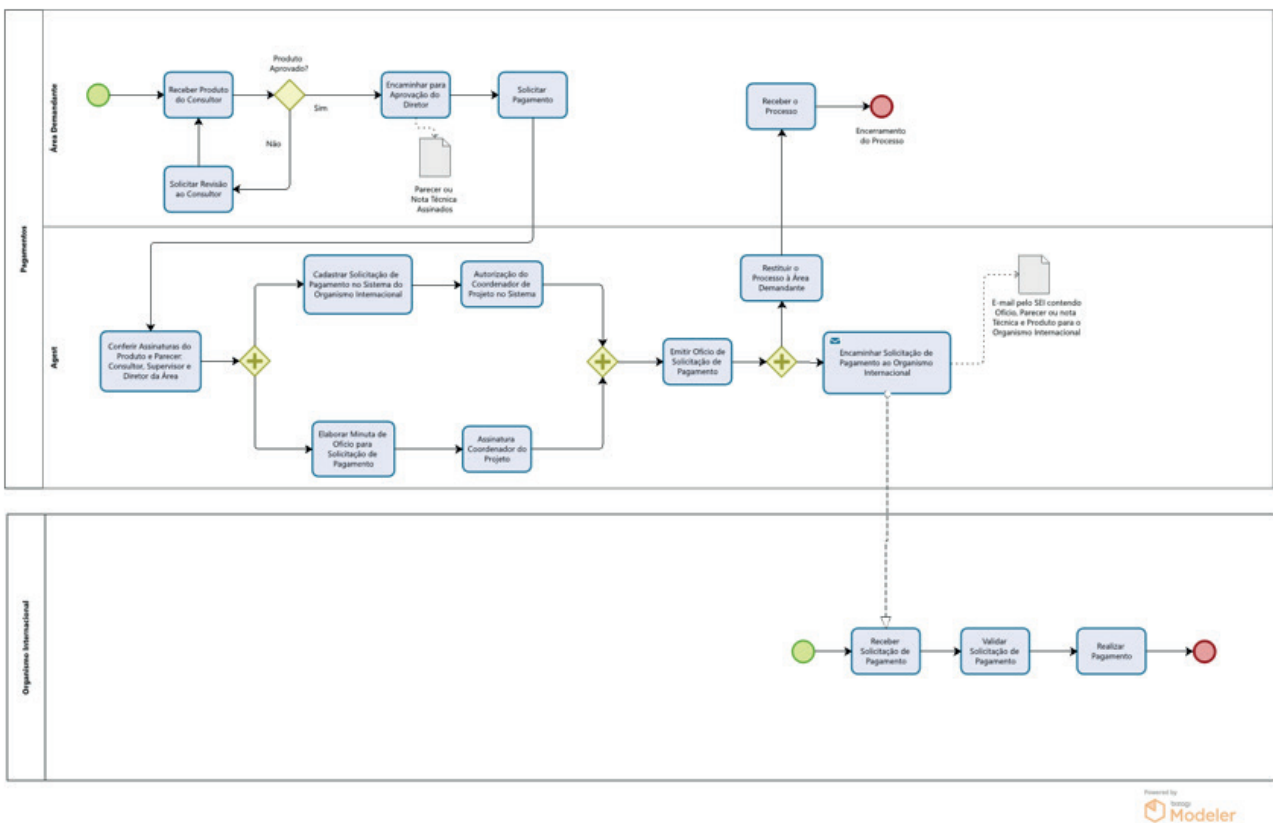 Pagamentos
Área Demandante
Receber Produto
do Consultor
Produto
Aprovado?
Sim
Não
Solicitar Revisão
ao Consultor
Encaminhar para
Aprovação do
Diretor
Parecer ou
Nota Técnica
Assinados
Solicitar
Pagamento
Receber o
Processo
Encerramento
do Processo
Agest
Conferir Assinaturas do
Produto e Parecer:
Consultor, Supervisor e
Diretor da Área
Cadastrar Solicitação de
Pagamento no Sistema do
Organismo Internacional
Autorização do
Coordenador de
Projeto no Sistema
Elaborar Minuta de
Ofício para
Solicitação de
Pagamento
Assinatura
Coordenador do
Projeto
Emitir Ofício de
Solicitação de
Pagamento
Restituir o
Processo à Área
Demandante
Encaminhar Solicitação de
Pagamento ao Organismo
Internacional
E-mail pelo SEI contendo
Ofício, Parecer ou nota
Técnica e Produto para o
Organismo Internacional
Organismo Internacional
Receber
Solicitação de
Pagamento
Validar
Solicitação de
Pagamento
Realizar
Pagamento
Powered by
bizagi
Modeler